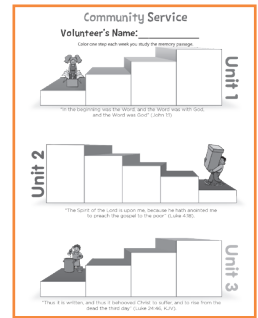 Community Service
Volunteer's Name:
Color one step each week you study the memory passage.
Unit 1
"In the beginning was the Word, and the Word was with God,
and the Word was God" (John 1:1).
Unit 2
"The Spirit of the Lord is upon me, because he hath anointed me
to preach the gospel to the poor" (Luke 4:18).
Unit 3
"Thus it is written, and thus it behooved Christ to suffer, and to rise from the
dead the third day" (Luke 24:46, KJV).